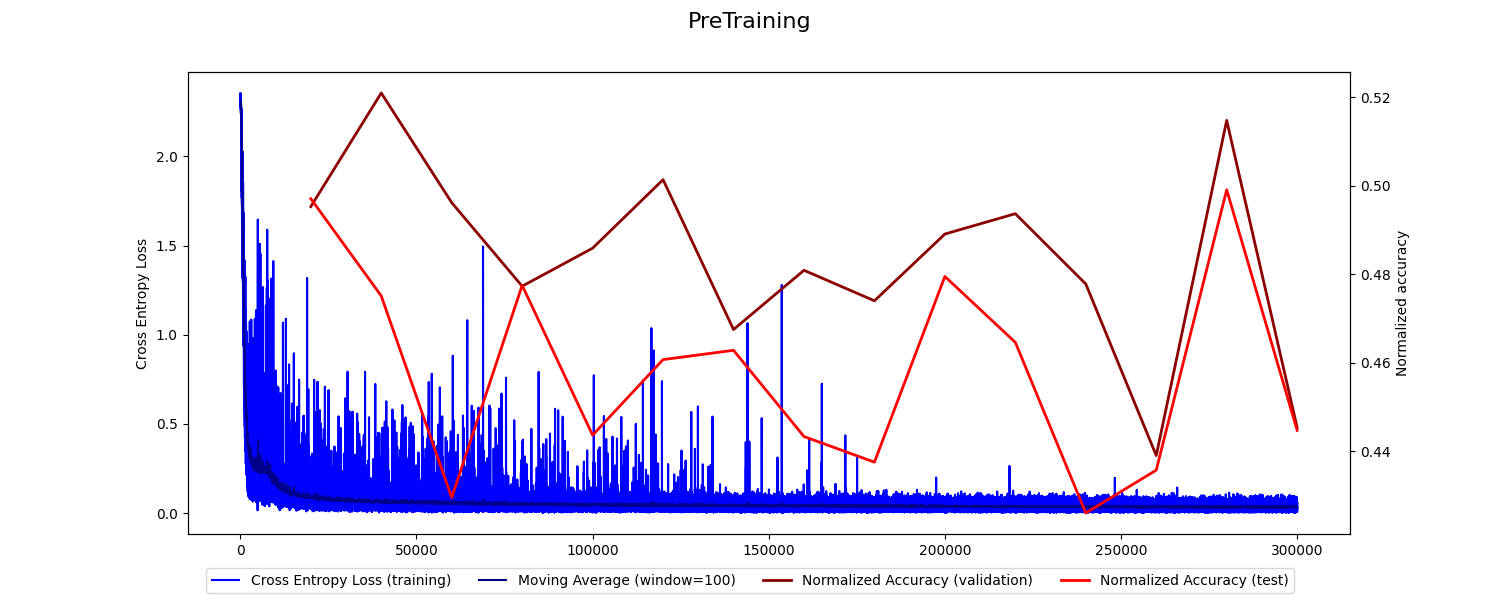 PreTraining
Cross Entropy Loss
2.0
1.5
1.0
0.5
0.0
0.52
0.50
0.48
0.46
0.44
Normalized accuracy
0 50000 100000 150000 200000 250000 300000
Cross Entropy Loss (training) Moving Average (window=100) Normalized Accuracy (validation) Normalized Accuracy (test)